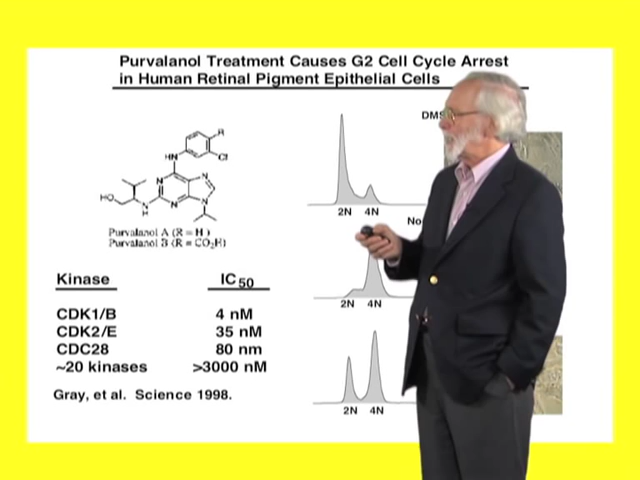 Purvalanol Treatment Causes G2 Cell Cycle Arrest
in Human Retinal Pigment Epithelial Cells
R
HN
Cl
N
N
HO
N
H
N
N
Purvalanol A (R = H )
Purvalanol B (R = CO2H)
Kinase IC50
CDK1/B 4 nM
CDK2/E 35 nM
CDC28 80 nm
~20 kinases >3000 nM
Gray, et al. Science 1998.
2N 4N
2N 4N
2N 4N